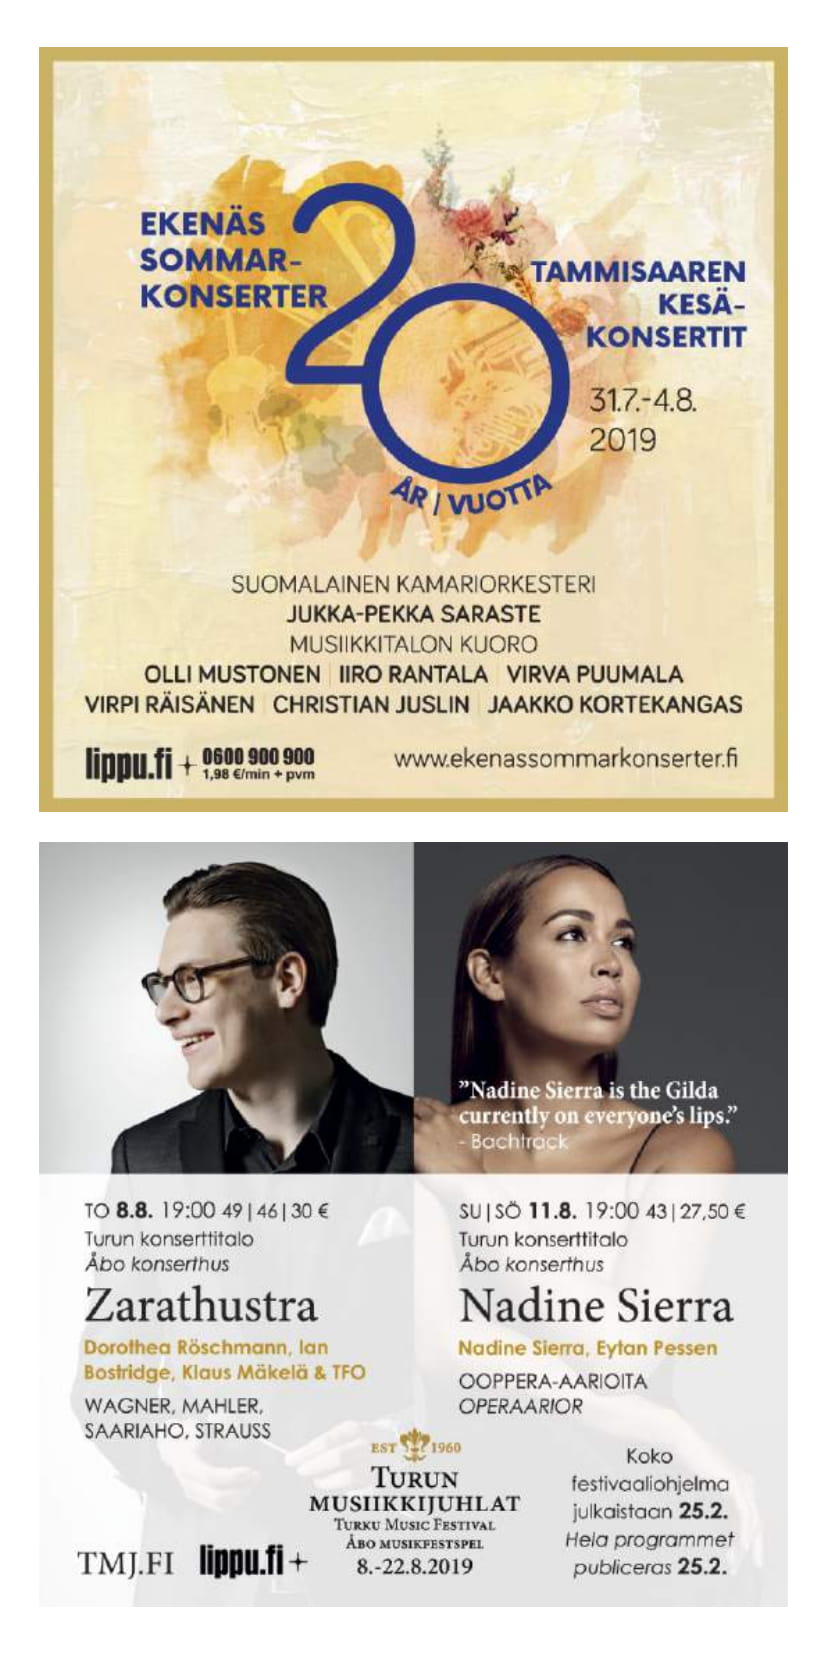 EKENÄS
SOMMAR-
KONSERTER
20
TAMMISAAREN
KESÄ-
KONSERTIT
31.7.-4.8.
2019
ÅR | VUOTTA
SUOMALAINEN KAMARIORKESTERI
JUKKA-PEKKA SARASTE
MUSIIKKITALON KUORO
OLLI MUSTONEN | IIRO RANTALA | VIRVA PUUMALA
VIRPI RÄISÄNEN | CHRISTIAN JUSLIN | JAAKKO KORTEKANGAS
lippu.fi + 0600 900 900
1,98 €/min + pvm
www.ekenassommarkonserter.fi
"Nadine Sierra is the Gilda
currently on everyone's lips."
- Bachtrack
TO 8.8. 19:00 49 | 46 | 30 €
Turun konserttitalo
Åbo konserthus
Zarathustra
Dorothea Röschmann, Ian
Bostridge, Klaus Mäkelä & TFO
WAGNER, MAHLER,
SAARIAHO, STRAUSS
SU | SÖ 11.8. 19:00 43 | 27,50 €
Turun konserttitalo
Åbo konserthus
Nadine Sierra
Nadine Sierra, Eytan Pessen
OOPPERA-AARIOITA
OPERAARIOR
EST 1960
TURUN
MUSIIKKIJUHLAT
TURKU MUSIC FESTIVAL
ÅBO MUSIKFESTSPEL
8.-22.8.2019
TMJ.FI lippu.fi +
Koko
festivaaliohjelma
julkaistaan 25.2.
Hela programmet
publiceras 25.2.